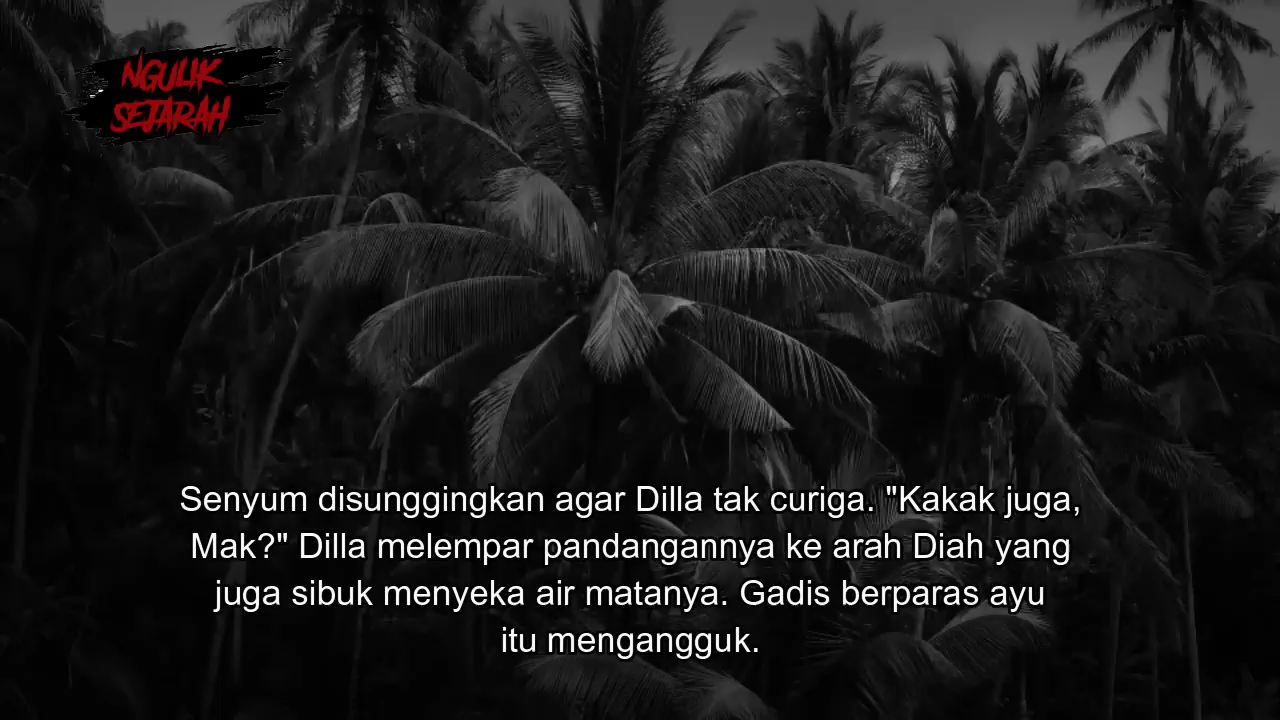 NGULIK
SEJARAH
Senyum disunggingkan agar Dilla tak curiga. "Kakak juga,
Mak?" Dilla melempar pandangannya ke arah Diah yang
juga sibuk menyeka air matanya. Gadis berparas ayu
itu mengangguk.